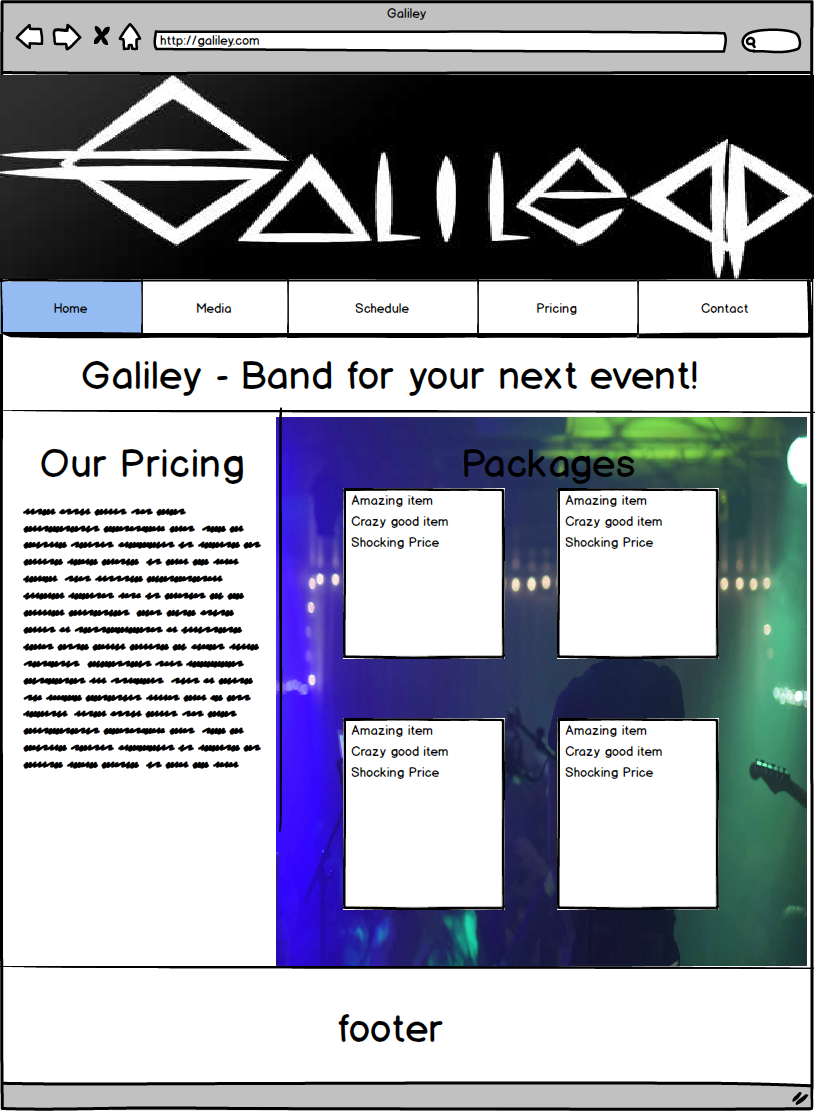 Galiley
http://galiley.com
Galiley
Home Media Schedule Pricing Contact
Galiley - Band for your next event!
Our Pricing
Packages
Amazing item
Crazy good item
Shocking Price
Amazing item
Crazy good item
Shocking Price
Amazing item
Crazy good item
Shocking Price
Amazing item
Crazy good item
Shocking Price
footer